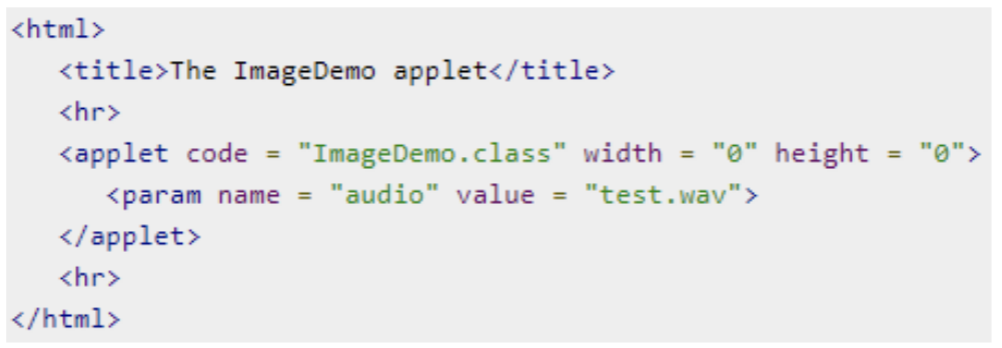 <html>
<title>The ImageDemo applet</title>
<hr>
<applet code = "ImageDemo.class" width = "0" height = "0">
<param name = "audio" value = "test.wav">
</applet>
<hr>
</html>